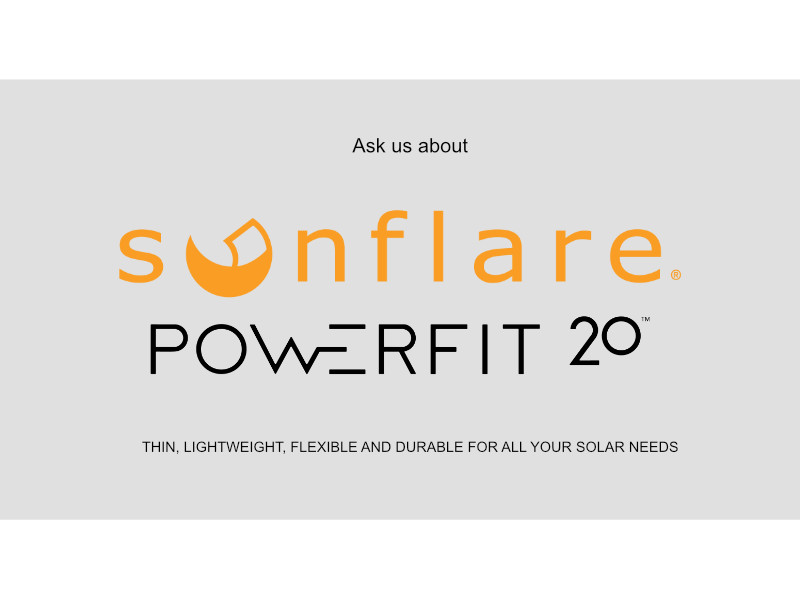 Ask us about
sunflare®
POWERFIT 20™
THIN, LIGHTWEIGHT, FLEXIBLE AND DURABLE FOR ALL YOUR SOLAR NEEDS